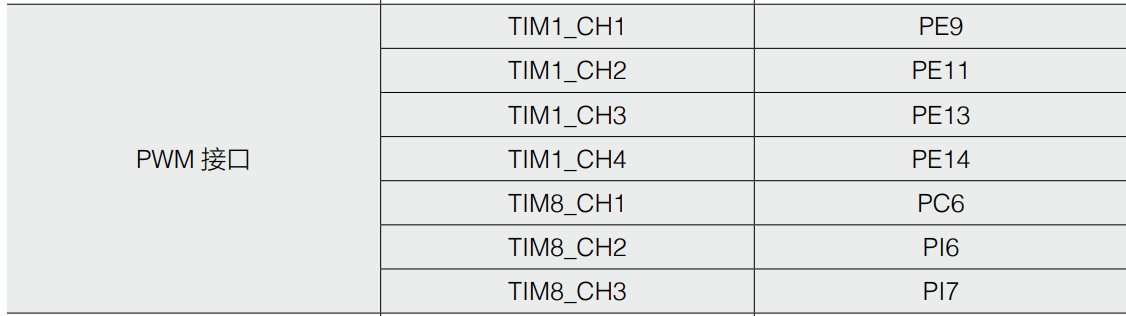 TIM1_CH1 PE9
TIM1_CH2 PE11
TIM1_CH3 PE13
PWM 接口 TIM1_CH4 PE14
TIM8_CH1 PC6
TIM8_CH2 PI6
TIM8_CH3 PI7